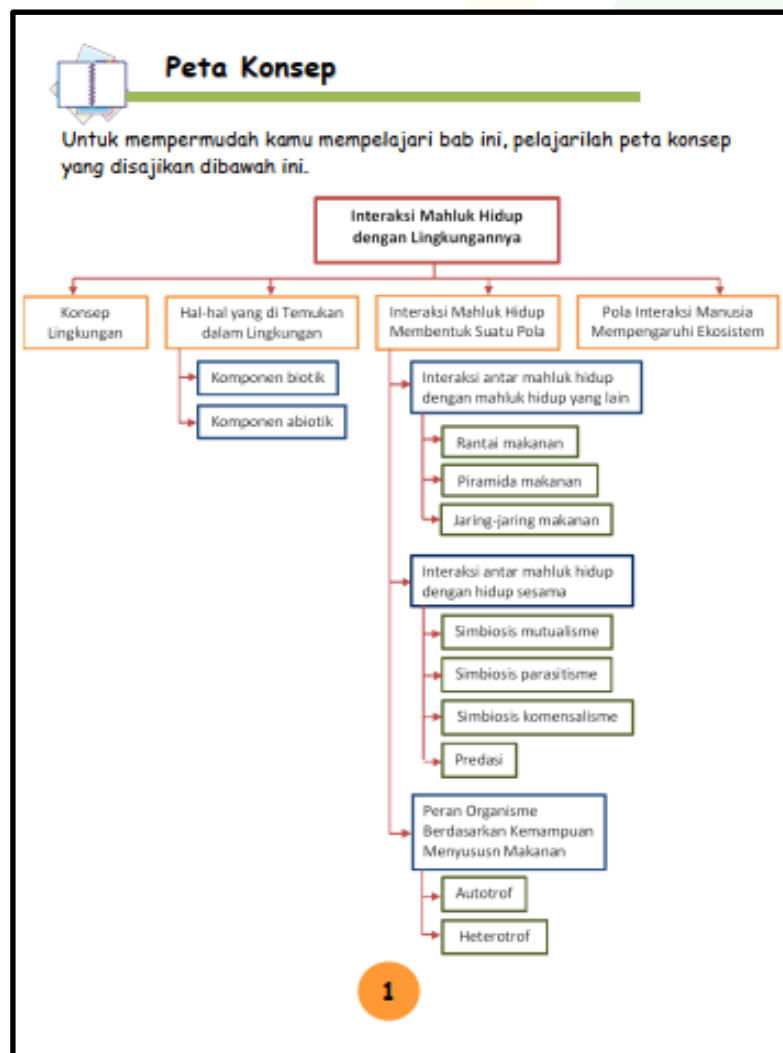 Peta Konsep
Untuk mempermudah kamu mempelajari bab ini, pelajarilah peta konsep
yang disajikan dibawah ini.
Interaksi Mahluk Hidup
dengan Lingkungannya
Konsep
Lingkungan
Hal-hal yang di Temukan
dalam Lingkungan
Interaksi Mahluk Hidup
Membentuk Suatu Pola
Pola Interaksi Manusia
Mempengaruhi Ekosistem
Komponen biotik
Komponen abiotik
Interaksi antar mahluk hidup
dengan mahluk hidup yang lain
Rantai makanan
Piramida makanan
Jaring-jaring makanan
Interaksi antar mahluk hidup
dengan hidup sesama
Simbiosis mutualisme
Simbiosis parasitisme
Simbiosis komensalisme
Predasi
Peran Organisme
Berdasarkan Kemampuan
Menyususn Makanan
Autotrof
Heterotrof
1